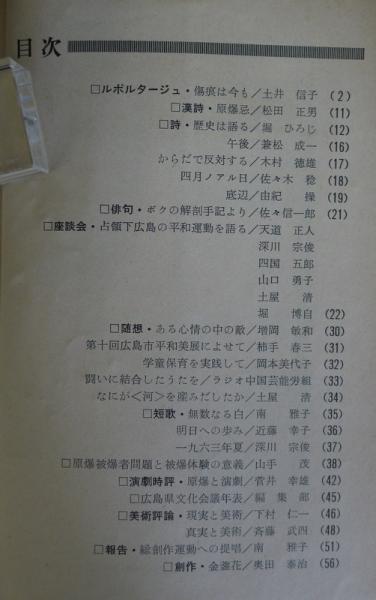 目次
□ルポルタージュ・傷痕は今も／土井 信子 (2)
□漢詩・原爆忌／松田 正男 (11)
□詩・歴史は語る／堀 ひろじ (12)
午後／兼松 成一 (16)
からだで反対する／木村 徳雄 (17)
四月ノアル日／佐々木 稔 (18)
底辺／由紀 操 (19)
□俳句・ボクの解剖手記より／佐々信一郎 (21)
□座談会・占領下広島の平和運動を語る／天道 正人
深川 宗俊
四国 五郎
山口 勇子
土屋 清
堀 博自 (22)
□随想・ある心情の中の敵／増岡 敏和 (30)
第十回広島市平和美展によせて／柿手 春三 (31)
学童保育を実践して／岡本美代子 (32)
闘いに結合したうたを／ラジオ中国芸能労組 (33)
なにが＜河＞を産みだしたか／土屋 清 (34)
□短歌・無数なる白／南 雅子 (35)
明日への歩み／近藤 幸子 (36)
一九六三年夏／深川 宗俊 (37)
□原爆被爆者問題と被爆体験の意義／山手 茂 (38)
□演劇時評・原爆と演劇／菅井 幸雄 (42)
□広島県文化会議年表／編集部 (45)
□美術評論・現実と美術／下村 仁一 (46)
真実と美術／斉藤 武四 (48)
□報告・絵創作運動への提唱／南 雅子 (51)
□創作・金盞花／奥田 泰治 (56)